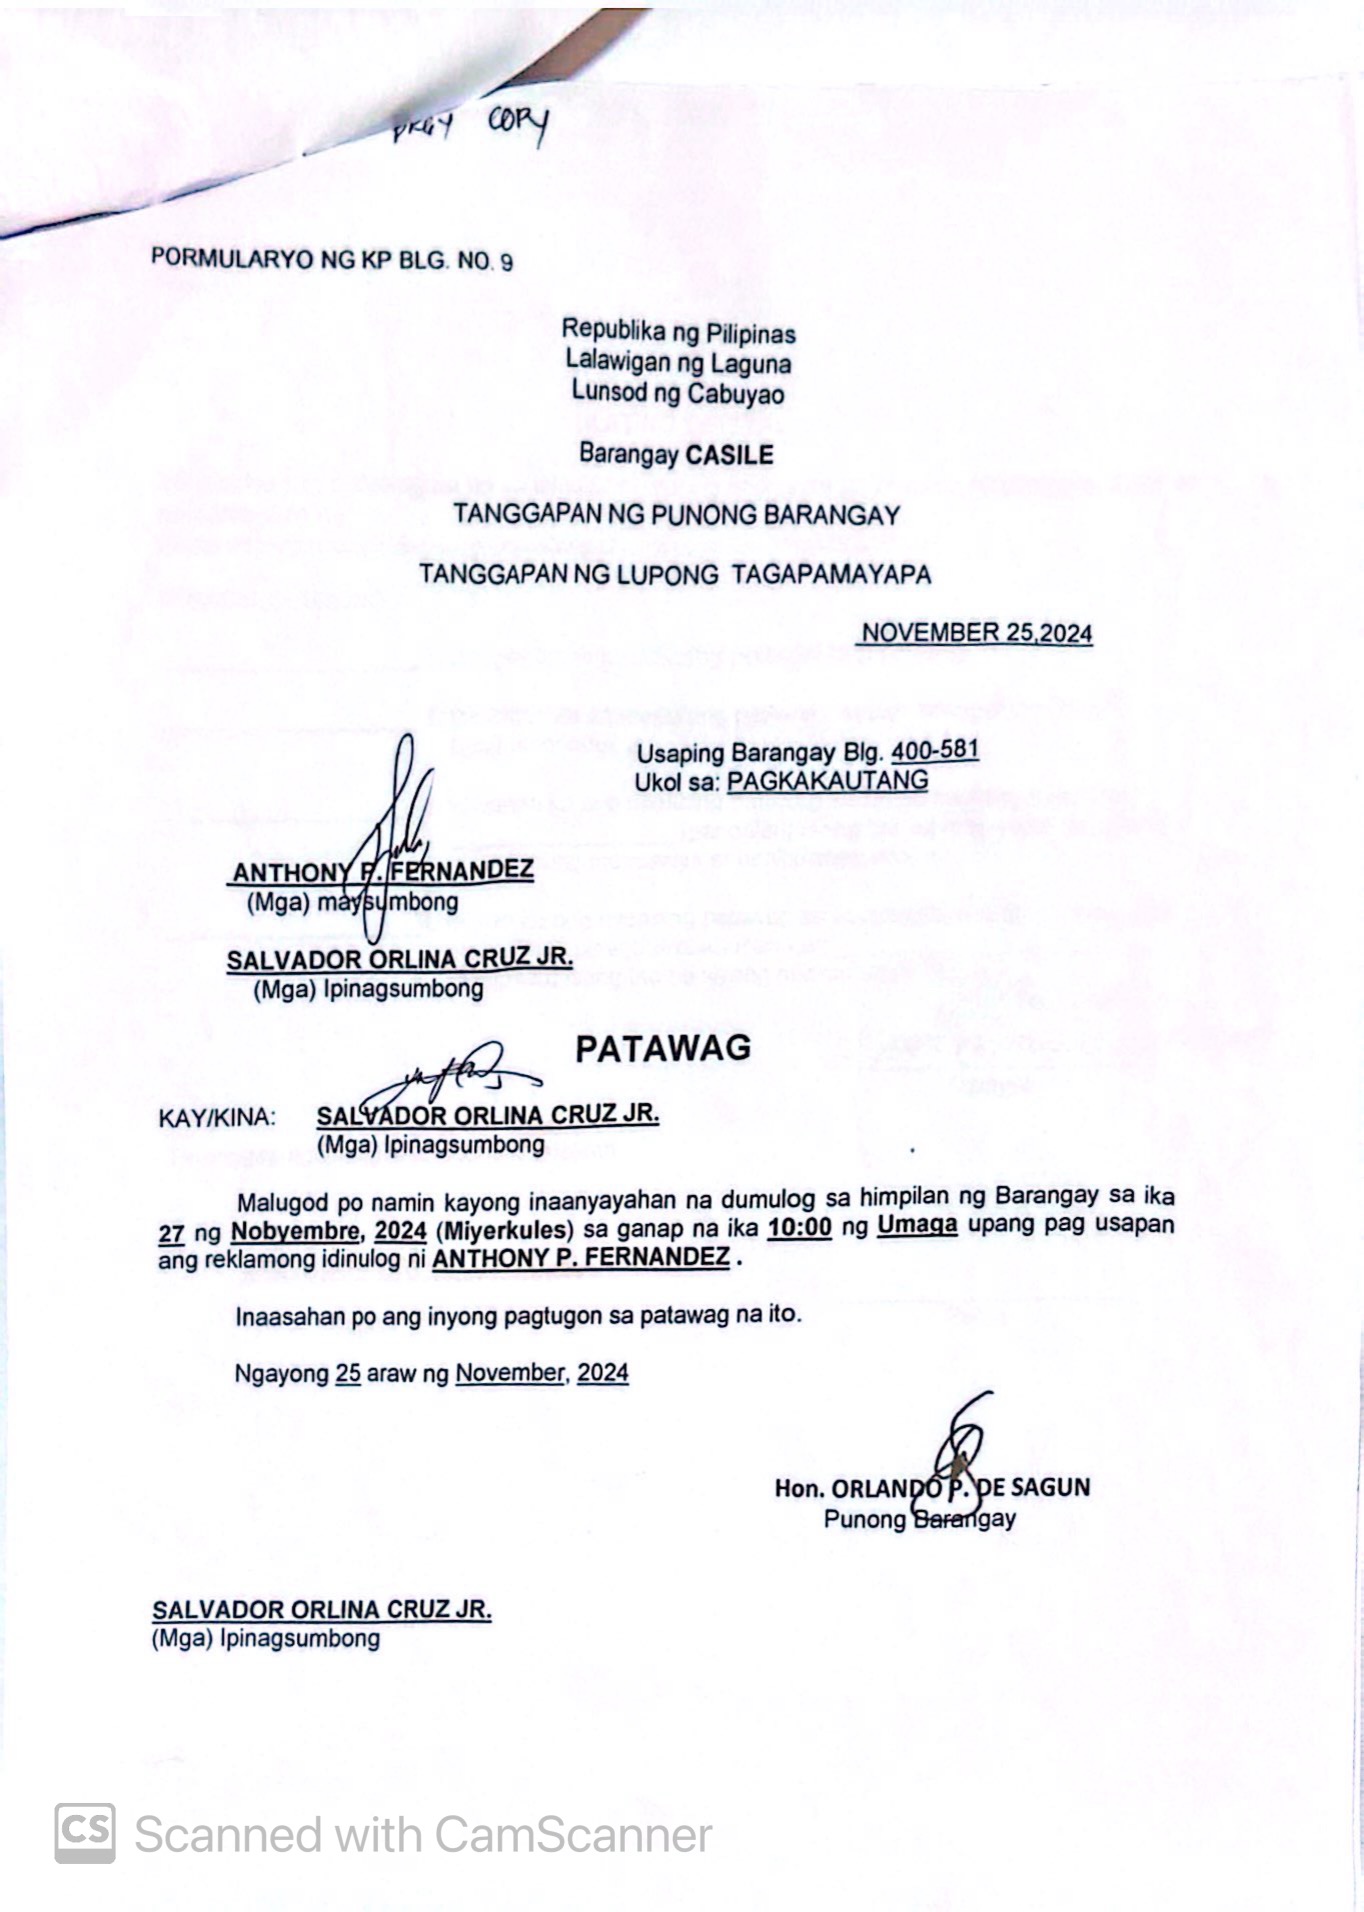 BRGY COPY
PORMULARYO NG KP BLG. NO. 9
Republika ng Pilipinas
Lalawigan ng Laguna
Lunsod ng Cabuyao
Barangay CASILE
TANGGAPAN NG PUNONG BARANGAY
TANGGAPAN NG LUPONG TAGAPAMAYAPA
NOVEMBER 25,2024
Usaping Barangay Blg. 400-581
Ukol sa: PAGKAKAUTANG
ANTHONY P. FERNANDEZ
(Mga) maysumbong
SALVADOR ORLINA CRUZ JR.
(Mga) Ipinagsumbong
PATAWAG
KAY/KINA: SALVADOR ORLINA CRUZ JR.
(Mga) Ipinagsumbong
Malugod po namin kayong inaanyayahan na dumulog sa himpilan ng Barangay sa ika
27 ng Nobyembre, 2024 (Miyerkules) sa ganap na ika 10:00 ng Umaga upang pag usapan
ang reklamong idinulog ni ANTHONY P. FERNANDEZ .
Inaasahan po ang inyong pagtugon sa patawag na ito.
Ngayong 25 araw ng November, 2024
Hon. ORLANDO P. DE SAGUN
Punong Barangay
SALVADOR ORLINA CRUZ JR.
(Mga) Ipinagsumbong
CS Scanned with CamScanner